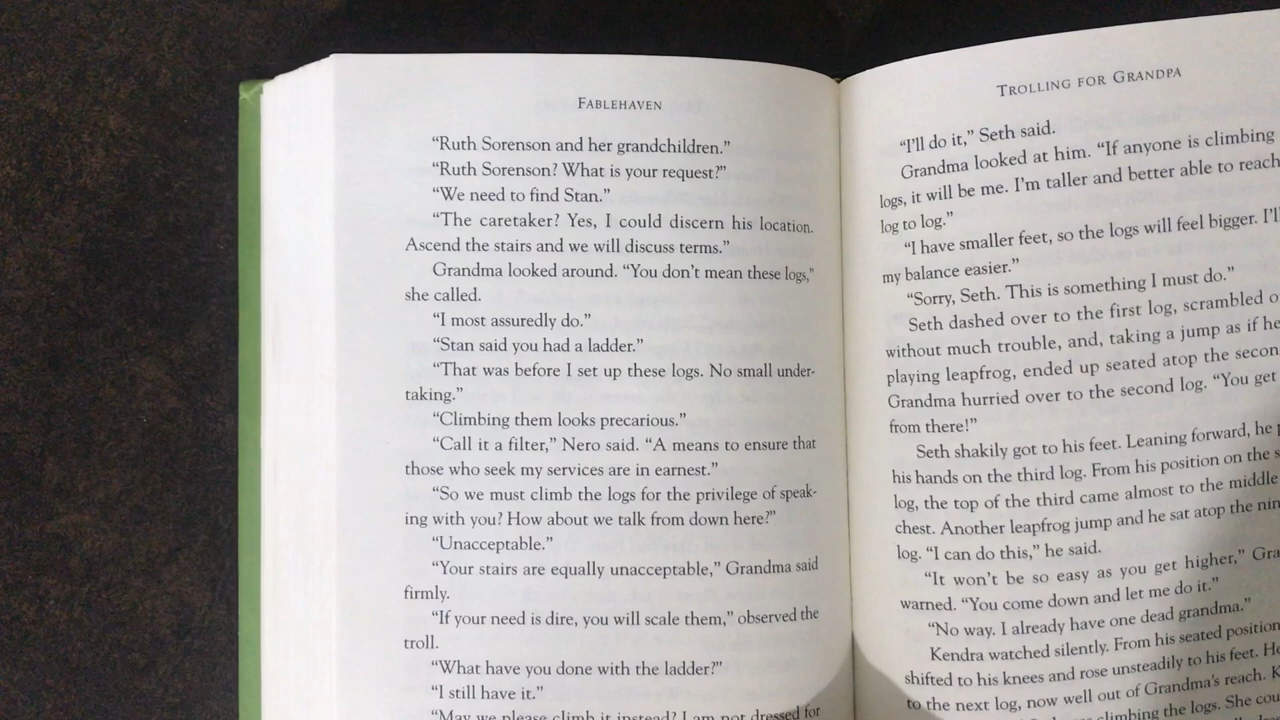 FABLEHAVEN
“Ruth Sorenson and her grandchildren.”
“Ruth Sorenson? What is your request?”
“We need to find Stan.”
“The caretaker? Yes, I could discern his location.
Ascend the stairs and we will discuss terms.”
Grandma looked around. “You don’t mean these logs,”
she called.
“I most assuredly do.”
“Stan said you had a ladder.”
“That was before I set up these logs. No small under-
taking.”
“Climbing them looks precarious.”
“Call it a filter,” Nero said. “A means to ensure that
those who seek my services are in earnest.”
“So we must climb the logs for the privilege of speak-
ing with you? How about we talk from down here?”
“Unacceptable.”
“Your stairs are equally unacceptable,” Grandma said
firmly.
“If your need is dire, you will scale them,” observed the
troll.
“What have you done with the ladder?”
“I still have it.”
“May we please climb it instead? I am not dressed for
TROLLING FOR GRANDPA
“I’ll do it,” Seth said.
Grandma looked at him. “If anyone is climbing
logs, it will be me. I’m taller and better able to reach
log to log.”
“I have smaller feet, so the logs will feel bigger. I’ll
my balance easier.”
“Sorry, Seth. This is something I must do.”
Seth dashed over to the first log, scrambled
without much trouble, and, taking a jump as if he
playing leapfrog, ended up seated atop the
Grandma hurried over to the second log. “You get
from there!”
Seth shakily got to his feet. Leaning forward, he
his hands on the third log. From his position on the
log, the top of the third came almost to the middle
chest. Another leapfrog jump and he sat atop the
log. “I can do this,” he said.
“It won’t be so easy as you get higher,”
warned. “You come down and let me do it.”
“No way. I already have one dead grandma.”
Kendra watched silently. From his seated position
shifted to his knees and rose unsteadily to his feet.
to the next log, now well out of Grandma’s reach.
climbing the logs. She